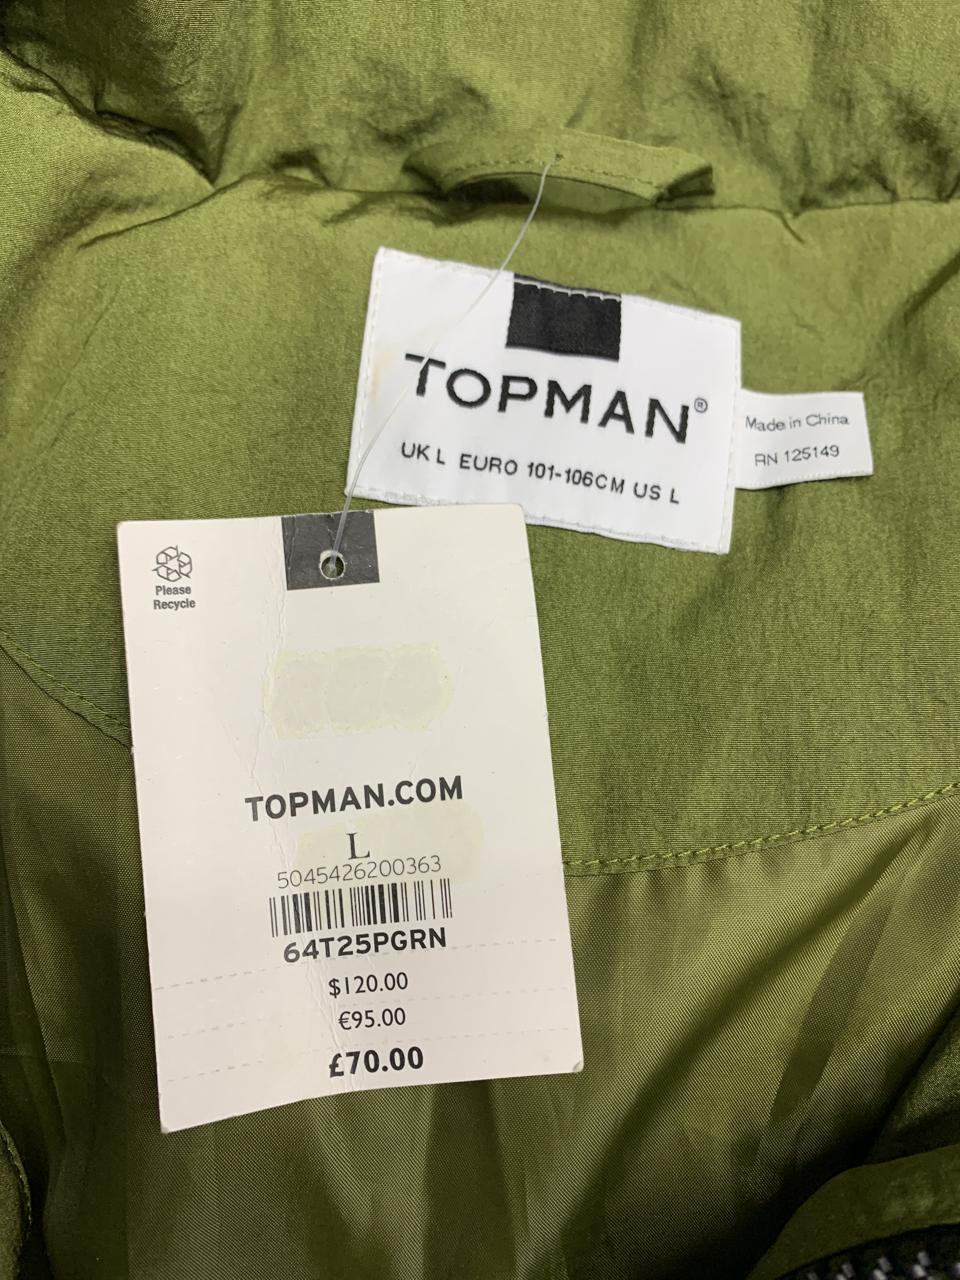 TOPMAN®
UK L EURO 101-106CM US L
Made in China
RN 125149
Please
Recycle
TOPMAN.COM
L
5045426200363
64T25PGRN
$120.00
€95.00
£70.00